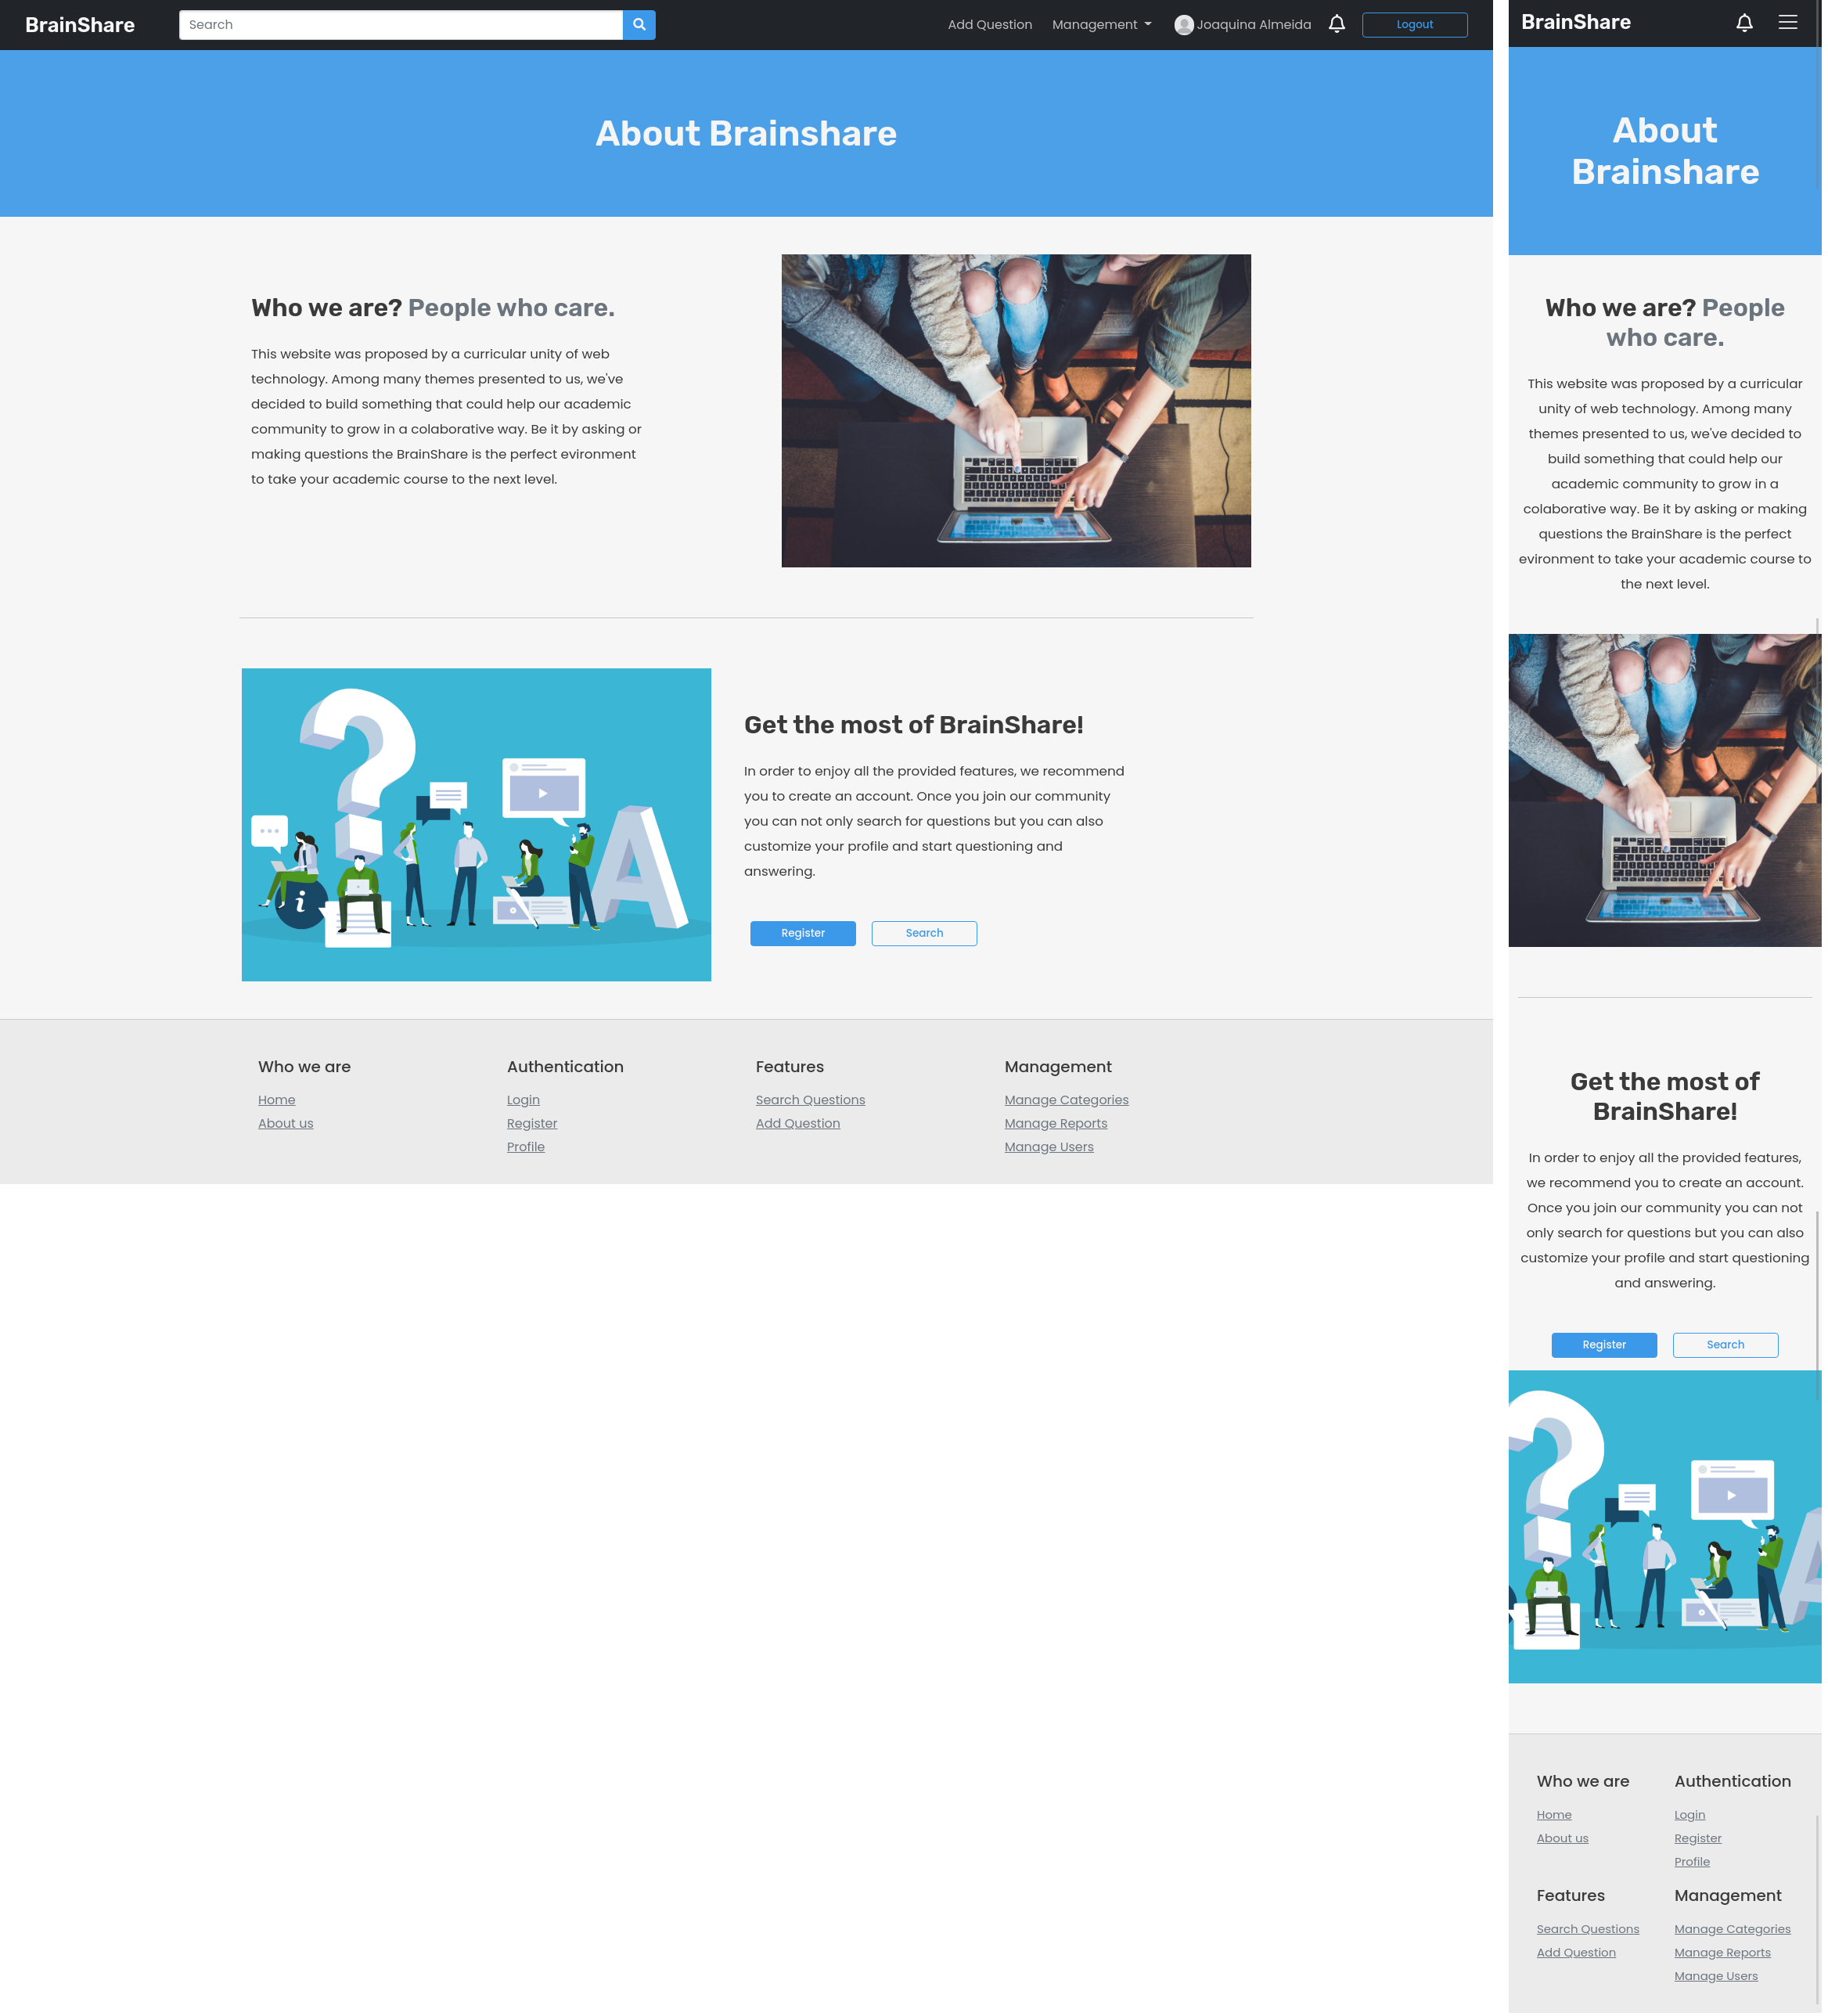 BrainShare
Search
Add Question
Management
Joaquina Almeida
Logout
About Brainshare
Who we are? People who care.
This website was proposed by a curricular unity of web
technology. Among many themes presented to us, we've
decided to build something that could help our academic
community to grow in a colaborative way. Be it by asking or
making questions the BrainShare is the perfect evironment
to take your academic course to the next level.
Get the most of BrainShare!
In order to enjoy all the provided features, we recommend
you to create an account. Once you join our community
you can not only search for questions but you can also
customize your profile and start questioning and
answering.
Register
Search
Who we are
Home
About us
Authentication
Login
Register
Profile
Features
Search Questions
Add Question
Management
Manage Categories
Manage Reports
Manage Users
BrainShare
About
Brainshare
Who we are? People
who care.
This website was proposed by a curricular
unity of web technology. Among many
themes presented to us, we've decided to
build something that could help our
academic community to grow in a
colaborative way. Be it by asking or making
questions the BrainShare is the perfect
evironment to take your academic course to
the next level.
Get the most of
BrainShare!
In order to enjoy all the provided features,
we recommend you to create an account.
Once you join our community you can not
only search for questions but you can also
customize your profile and start questioning
and answering.
Register
Search
Who we are
Home
About us
Authentication
Login
Register
Profile
Features
Search Questions
Add Question
Management
Manage Categories
Manage Reports
Manage Users